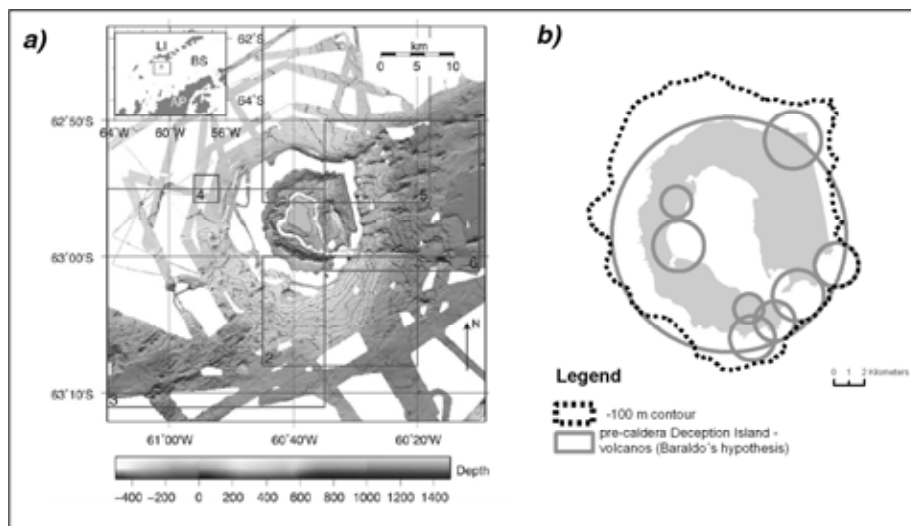 a)
LI
BS
AP
62˚S
64˚S
64˚W 60˚W 56˚W
km
0 5 10
62˚50'S
63˚00'S
63˚10'S
4
5
6
2
3
N
61˚00'W 60˚40'W 60˚20'W
Depth
−400 −200 0 200 400 600 800 1000 1200 1400
b)
0 1 2 Kilometers
Legend
-100 m contour
pre-caldera Deception Island -
volcanos (Baraldo´s hypothesis)